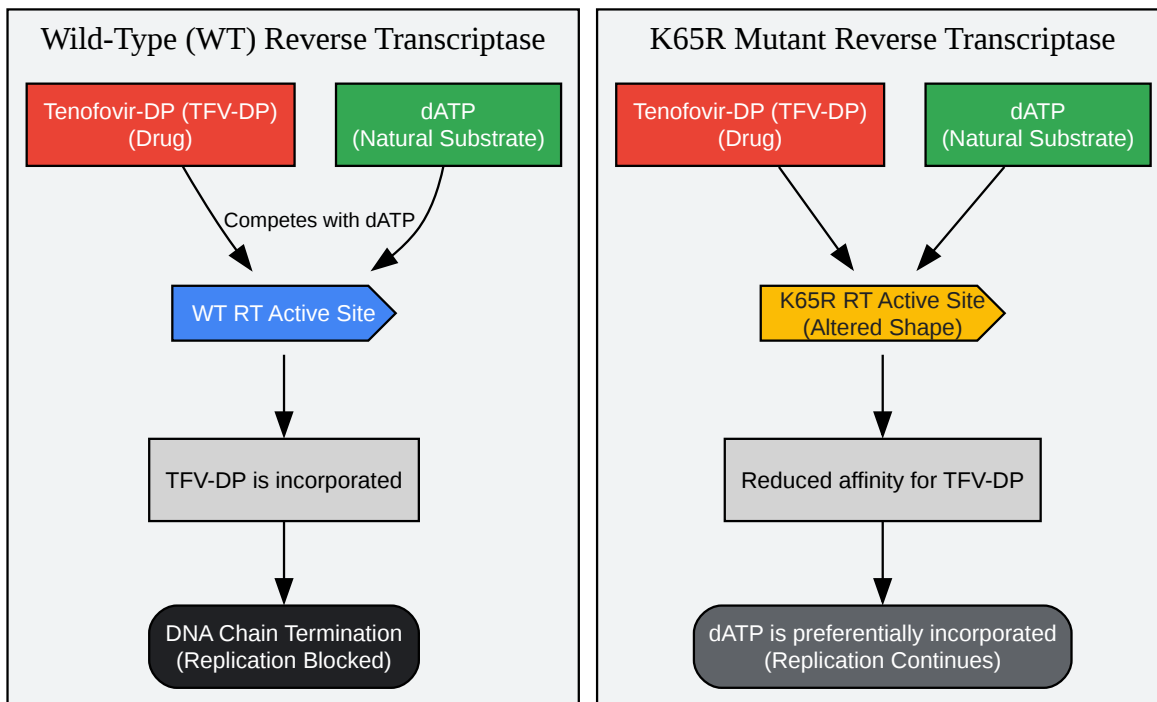 Wild-Type (WT) Reverse Transcriptase
Tenofovir-DP (TFV-DP)
(Drug)
dATP
(Natural Substrate)
Competes with dATP
WT RT Active Site
TFV-DP is incorporated
DNA Chain Termination
(Replication Blocked)
K65R Mutant Reverse Transcriptase
Tenofovir-DP (TFV-DP)
(Drug)
dATP
(Natural Substrate)
K65R RT Active Site
(Altered Shape)
Reduced affinity for TFV-DP
dATP is preferentially incorporated
(Replication Continues)